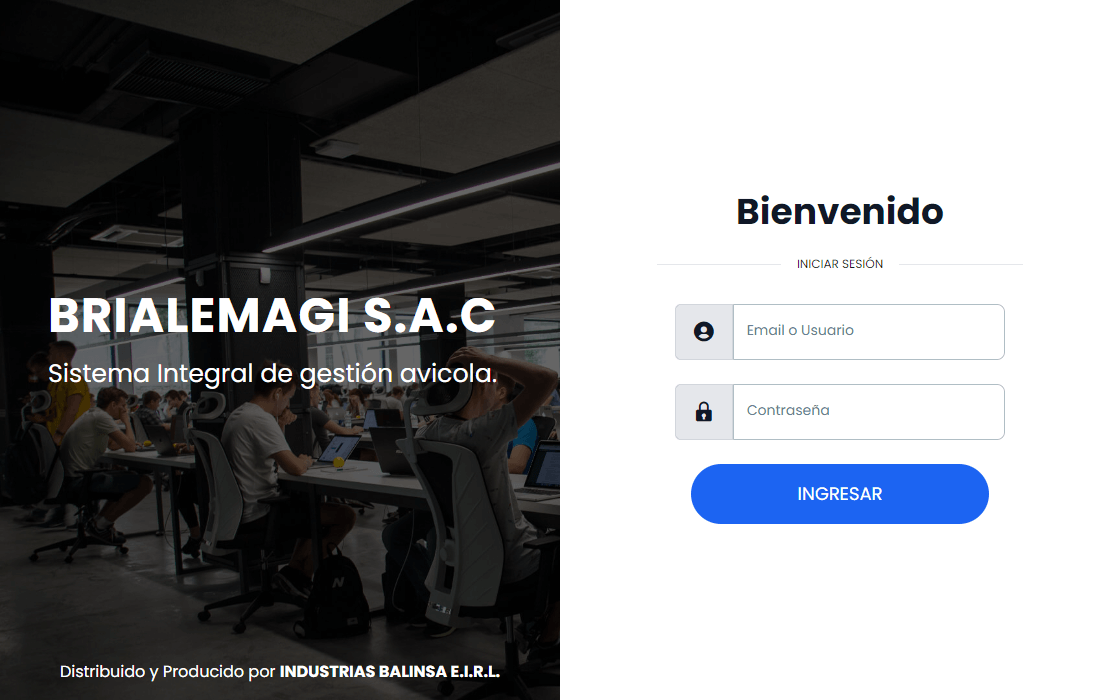 BRIALEMAGI S.A.C
Sistema Integral de gestión avicola.
Distribuido y Producido por INDUSTRIAS BALINSA E.I.R.L.
Bienvenido
INICIAR SESIÓN
Email o Usuario
Contraseña
INGRESAR